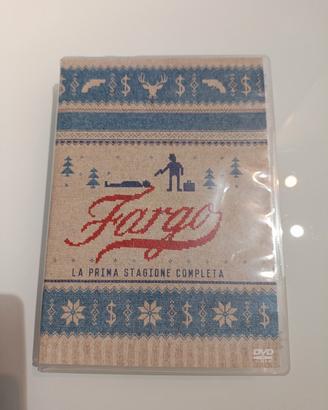 $ $ $
Fargo
LA PRIMA STAGIONE COMPLETA
$ $ $
DVD